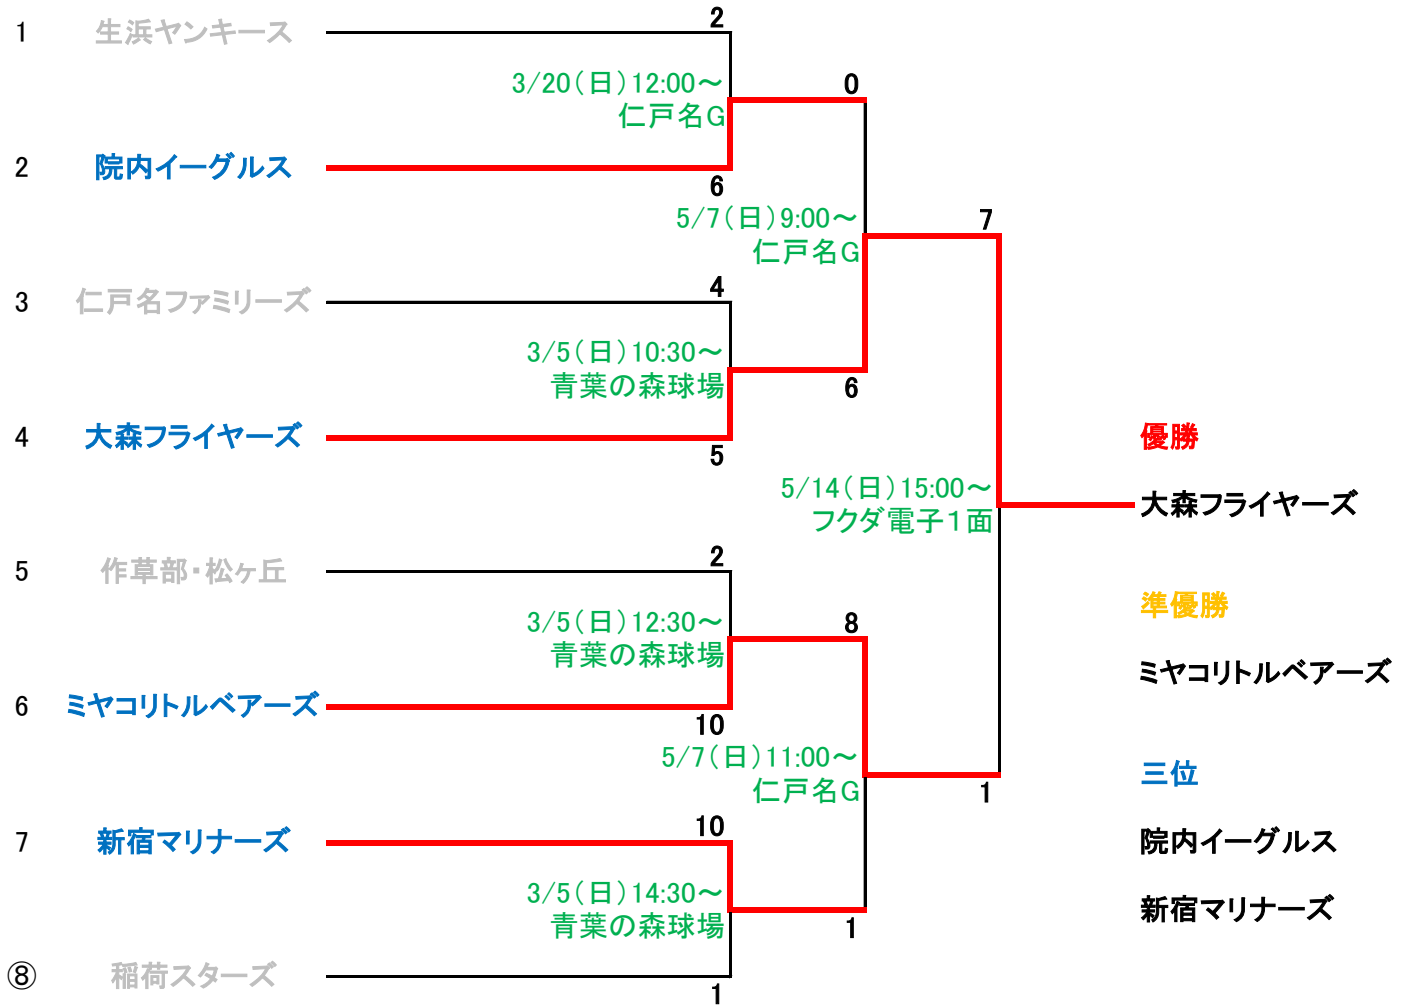 2
1 生浜ヤンキース
3/20(日)12:00～
0
仁戸名G
2 院内イーグルス
6
5/7(日)9:00～
7
仁戸名G
4
3 仁戸名ファミリーズ
3/5(日)10:30～
青葉の森球場
6
4 大森フライヤーズ
優勝
5
5/14(日)15:00～
大森フライヤーズ
フクダ電子1面
2
5 作草部・松ヶ丘
準優勝
3/5(日)12:30～
8
青葉の森球場
ミヤコリトルベアーズ
6 ミヤコリトルベアーズ
10
5/7(日)11:00～
三位
仁戸名G
1
10
7 新宿マリナーズ
院内イーグルス
3/5(日)14:30～
新宿マリナーズ
青葉の森球場
1
⑧ 稲荷スターズ
1